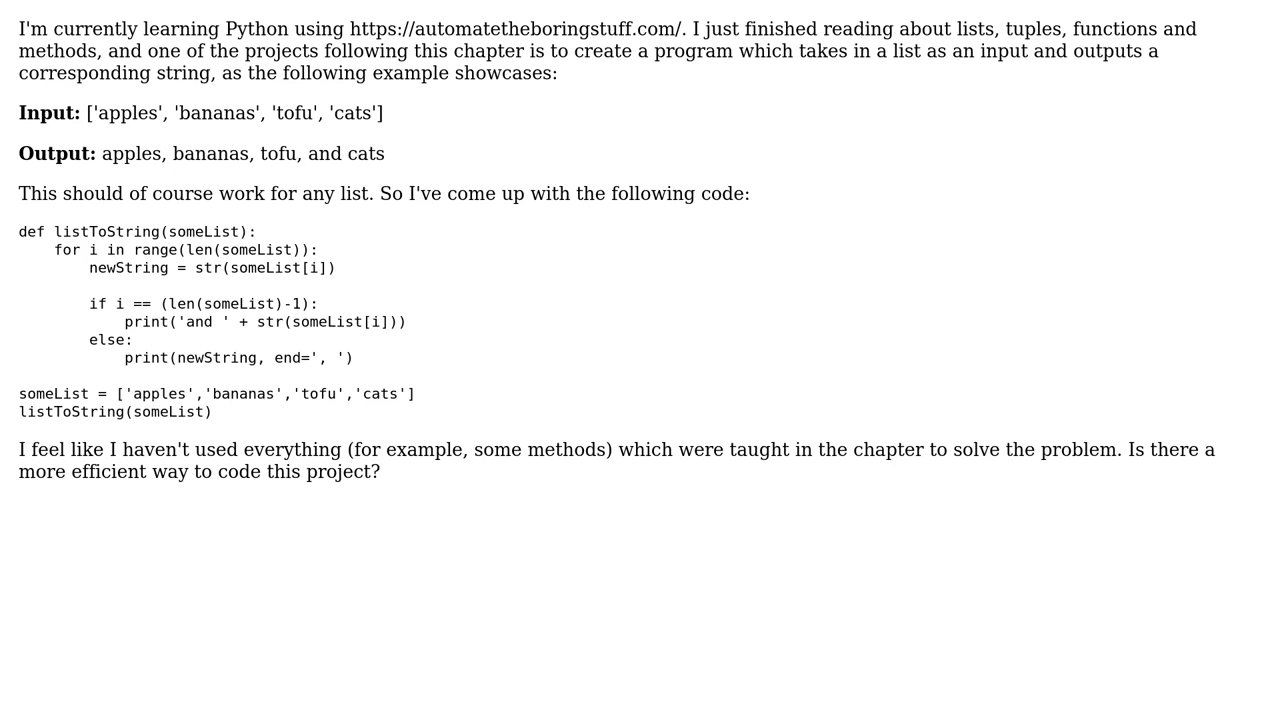 I'm currently learning Python using https://automatetheboringstuff.com/. I just finished reading about lists, tuples, functions and
methods, and one of the projects following this chapter is to create a program which takes in a list as an input and outputs a
corresponding string, as the following example showcases:
Input: ['apples', 'bananas', 'tofu', 'cats']
Output: apples, bananas, tofu, and cats
This should of course work for any list. So I've come up with the following code:
def listToString(someList):
    for i in range(len(someList)):
        newString = str(someList[i])

        if i == (len(someList)-1):
            print('and ' + str(someList[i]))
        else:
            print(newString, end=', ')

someList = ['apples','bananas','tofu','cats']
listToString(someList)
I feel like I haven't used everything (for example, some methods) which were taught in the chapter to solve the problem. Is there a
more efficient way to code this project?